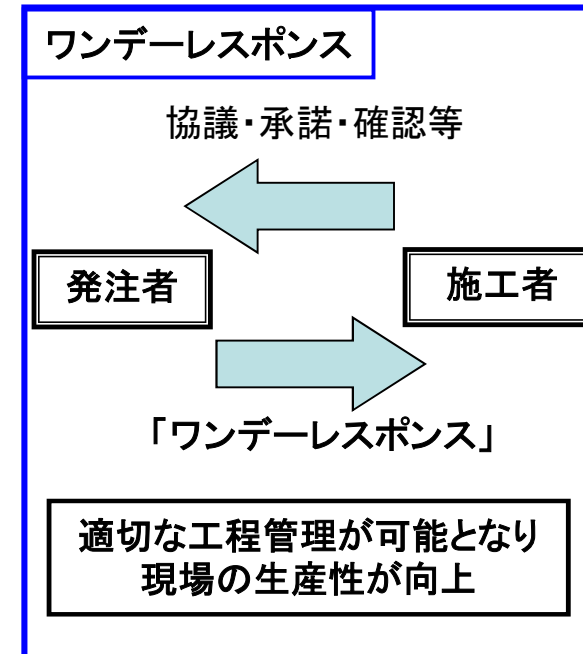 ワンデーレスポンス
協議・承諾・確認等
発注者
施工者
「ワンデーレスポンス」
適切な工程管理が可能となり
現場の生産性が向上